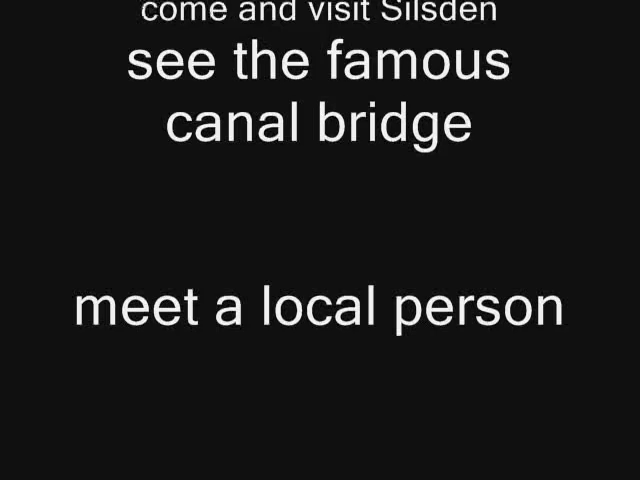 come and visit Silsden
see the famous
canal bridge
meet a local person